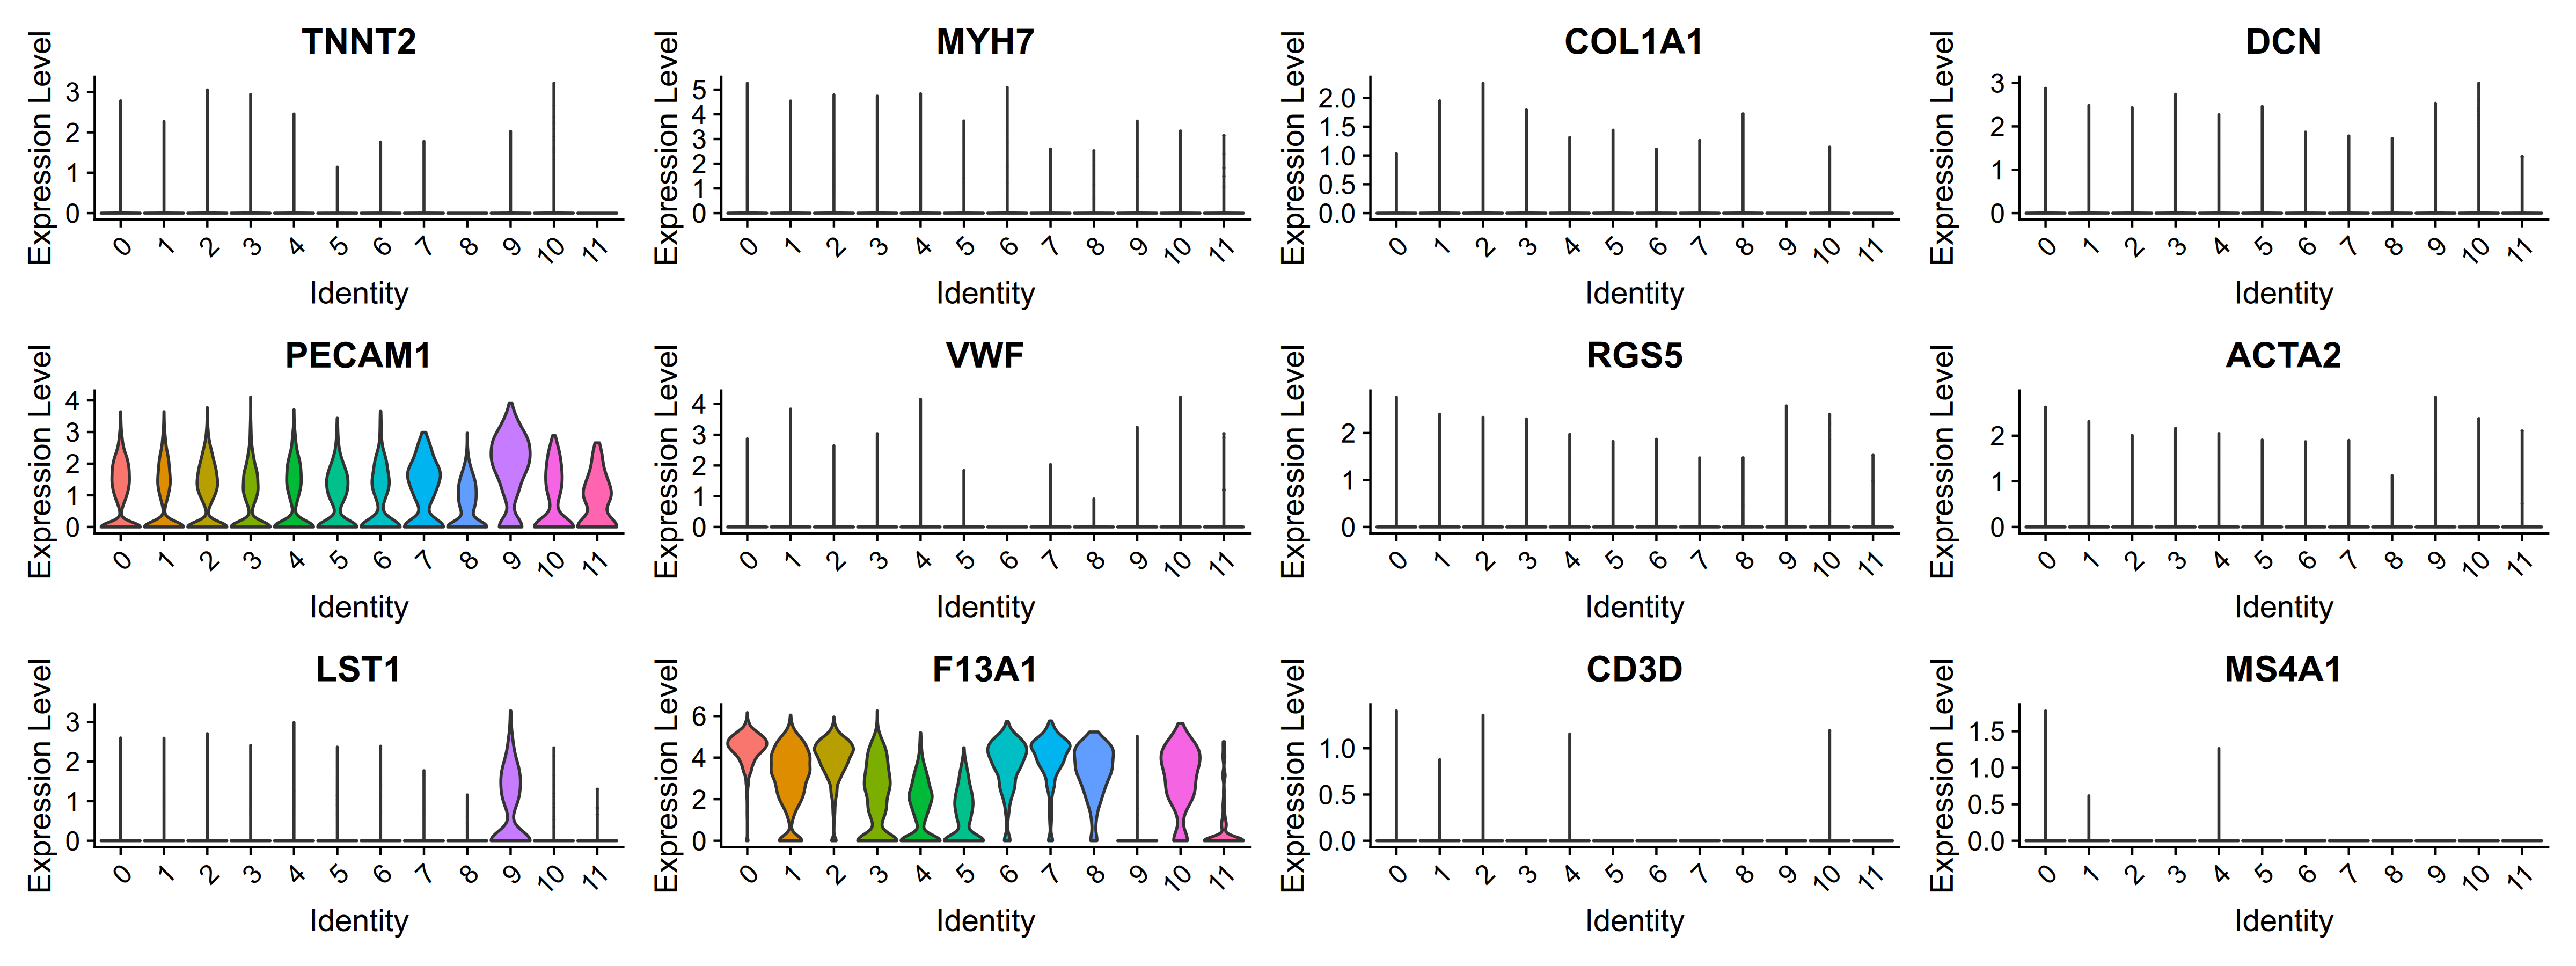 TNNT2 MYH7 COL1A1 DCN
Expression Level Expression Level Expression Level Expression Level
3 2 1 0 5 4 3 2 1 0 2.0 1.5 1.0 0.5 0.0 3 2 1 0
0 1 2 3 4 5 6 7 8 9 10 11 0 1 2 3 4 5 6 7 8 9 10 11 0 1 2 3 4 5 6 7 8 9 10 11 0 1 2 3 4 5 6 7 8 9 10 11
Identity Identity Identity Identity
PECAM1 VWF RGS5 ACTA2
Expression Level Expression Level Expression Level Expression Level
4 3 2 1 0 4 3 2 1 0 2 1 0 2 1 0
0 1 2 3 4 5 6 7 8 9 10 11 0 1 2 3 4 5 6 7 8 9 10 11 0 1 2 3 4 5 6 7 8 9 10 11 0 1 2 3 4 5 6 7 8 9 10 11
Identity Identity Identity Identity
LST1 F13A1 CD3D MS4A1
Expression Level Expression Level Expression Level Expression Level
3 2 1 0 6 4 2 0 1.0 0.5 0.0 1.5 1.0 0.5 0.0
0 1 2 3 4 5 6 7 8 9 10 11 0 1 2 3 4 5 6 7 8 9 10 11 0 1 2 3 4 5 6 7 8 9 10 11 0 1 2 3 4 5 6 7 8 9 10 11
Identity Identity Identity Identity